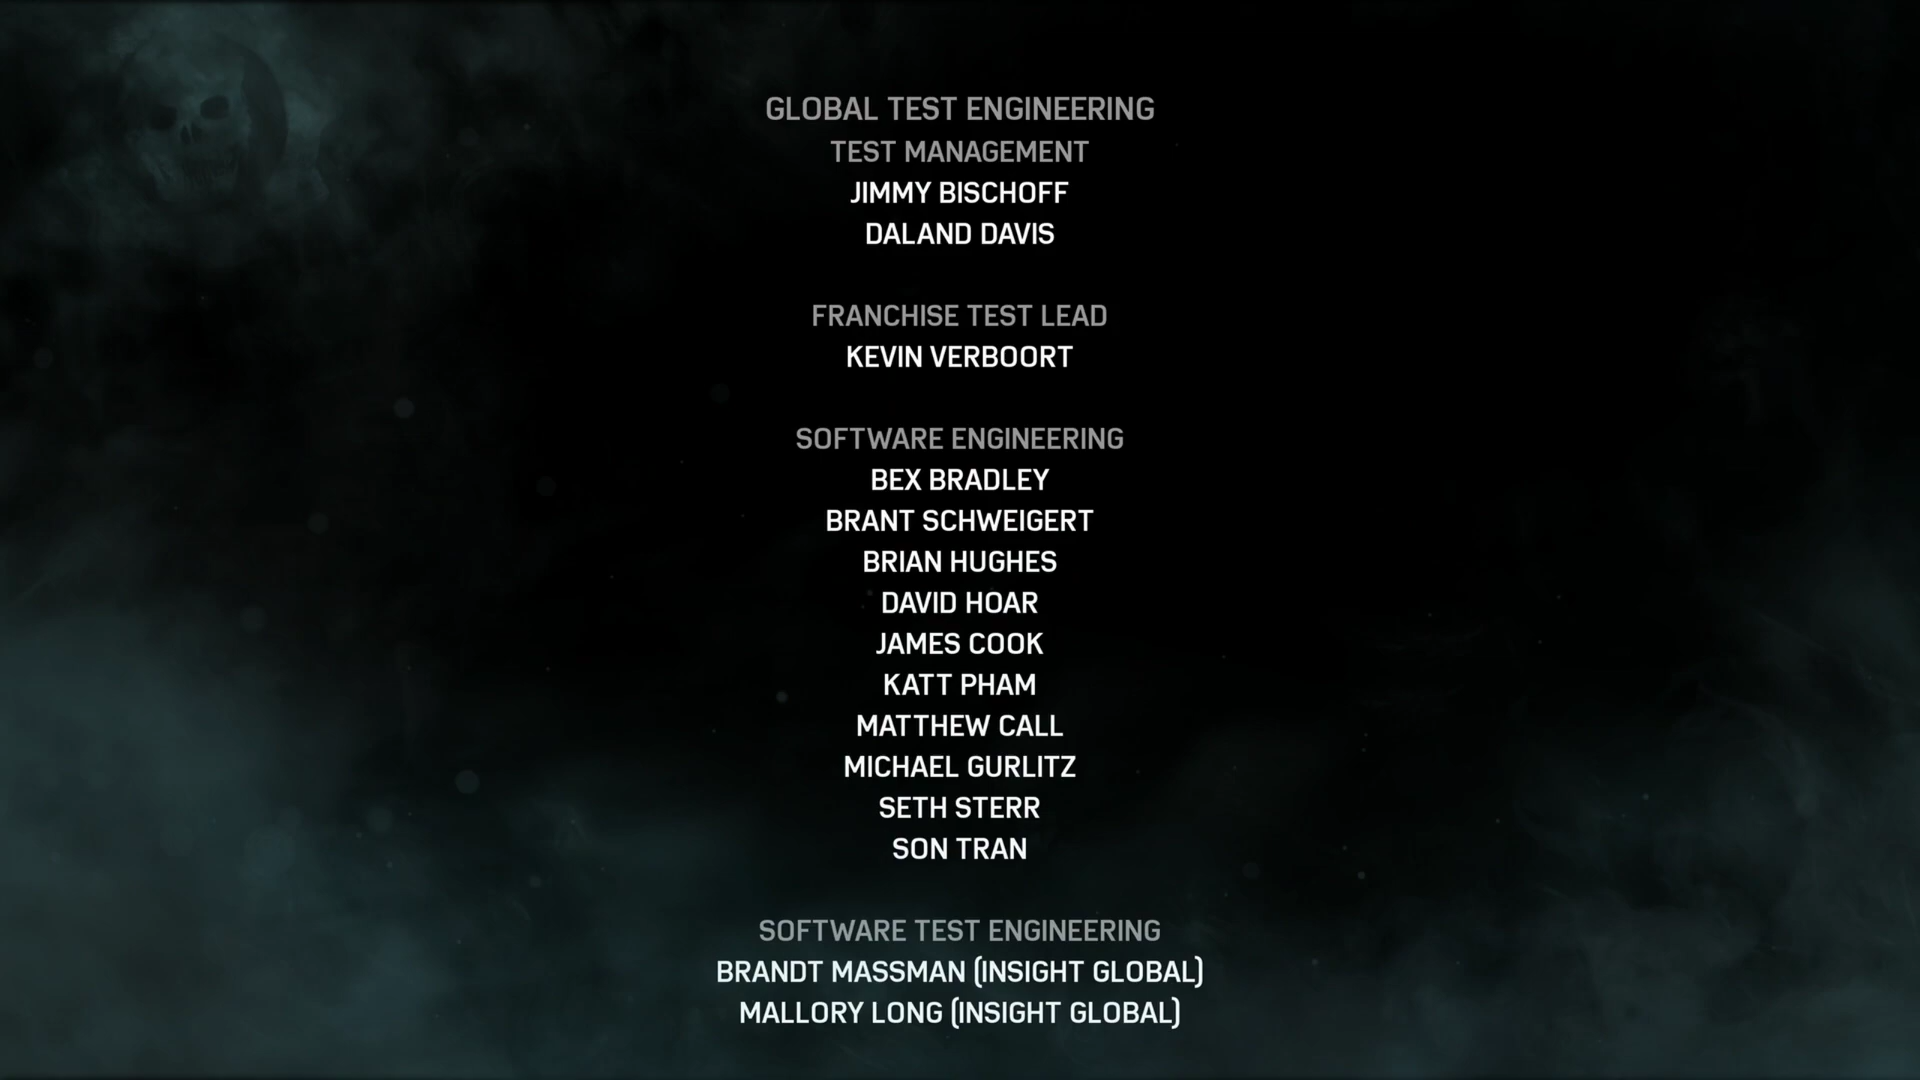 GLOBAL TEST ENGINEERING
TEST MANAGEMENT
JIMMY BISCHOFF
DALAND DAVIS
FRANCHISE TEST LEAD
KEVIN VERBOORT
SOFTWARE ENGINEERING
BEX BRADLEY
BRANT SCHWEIGERT
BRIAN HUGHES
DAVID HOAR
JAMES COOK
KATT PHAM
MATTHEW CALL
MICHAEL GURLITZ
SETH STERR
SON TRAN
SOFTWARE TEST ENGINEERING
BRANDT MASSMAN (INSIGHT GLOBAL)
MALLORY LONG (INSIGHT GLOBAL)